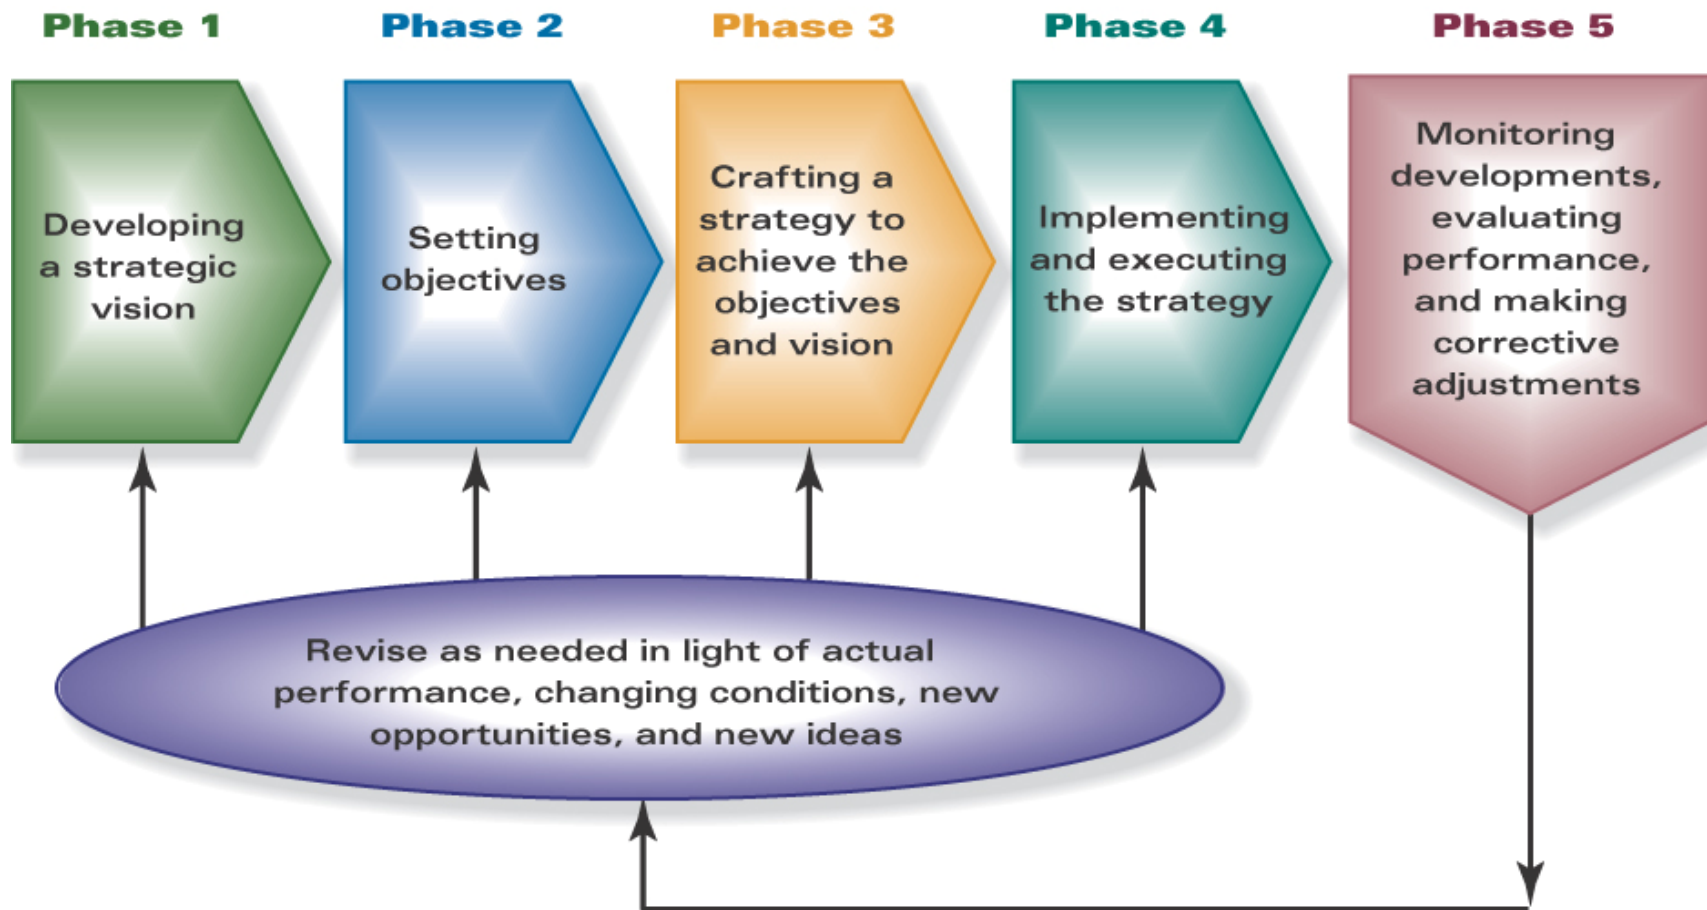 Phase 1
Phase 2
Phase 3
Phase 4
Phase 5
Developing
a strategic
vision
Setting
objectives
Crafting a
strategy to
achieve the
objectives
and vision
Implementing
and executing
the strategy
Monitoring
developments,
evaluating
performance,
and making
corrective
adjustments
Revise as needed in light of actual
performance, changing conditions, new
opportunities, and new ideas